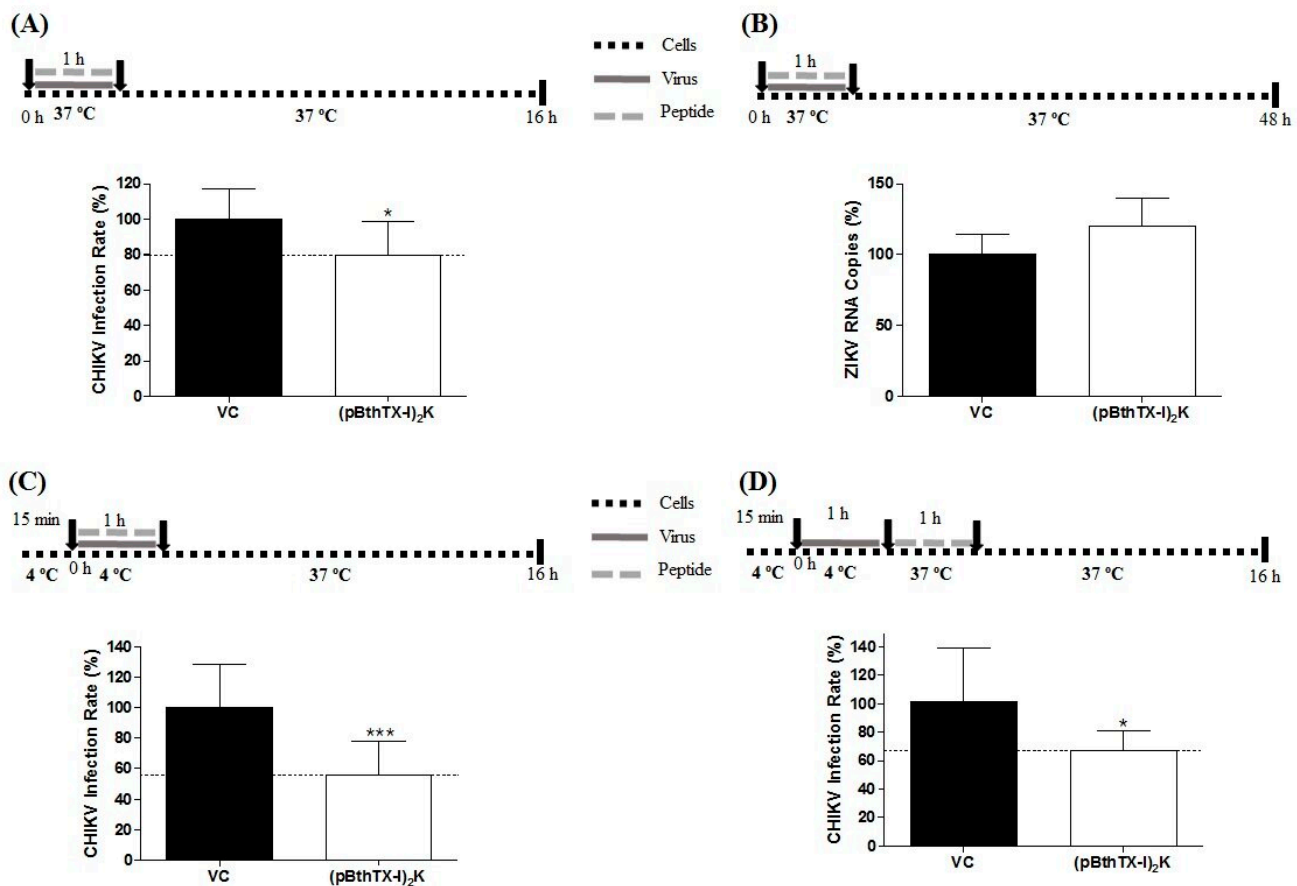 (A)
1 h
0 h 37 ºC 37 ºC 16 h
Cells
Virus
Peptide
(B)
1 h
0 h 37 ºC 37 ºC 48 h
CHIKV Infection Rate (%)
120
100
80
60
40
20
0
*
VC (pBthTX-I)₂K
ZIKV RNA Copies (%)
150
100
50
0
VC (pBthTX-I)₂K
(C)
15 min 1 h
4 ºC 0 h 4 ºC 37 ºC 16 h
Cells
Virus
Peptide
(D)
15 min 1 h 1 h
4 ºC 0 h 4 ºC 37 ºC 37 ºC 16 h
CHIKV Infection Rate (%)
140
120
100
80
60
40
20
0
***
VC (pBthTX-I)₂K
CHIKV Infection Rate (%)
140
120
100
80
60
40
20
0
*
VC (pBthTX-I)₂K